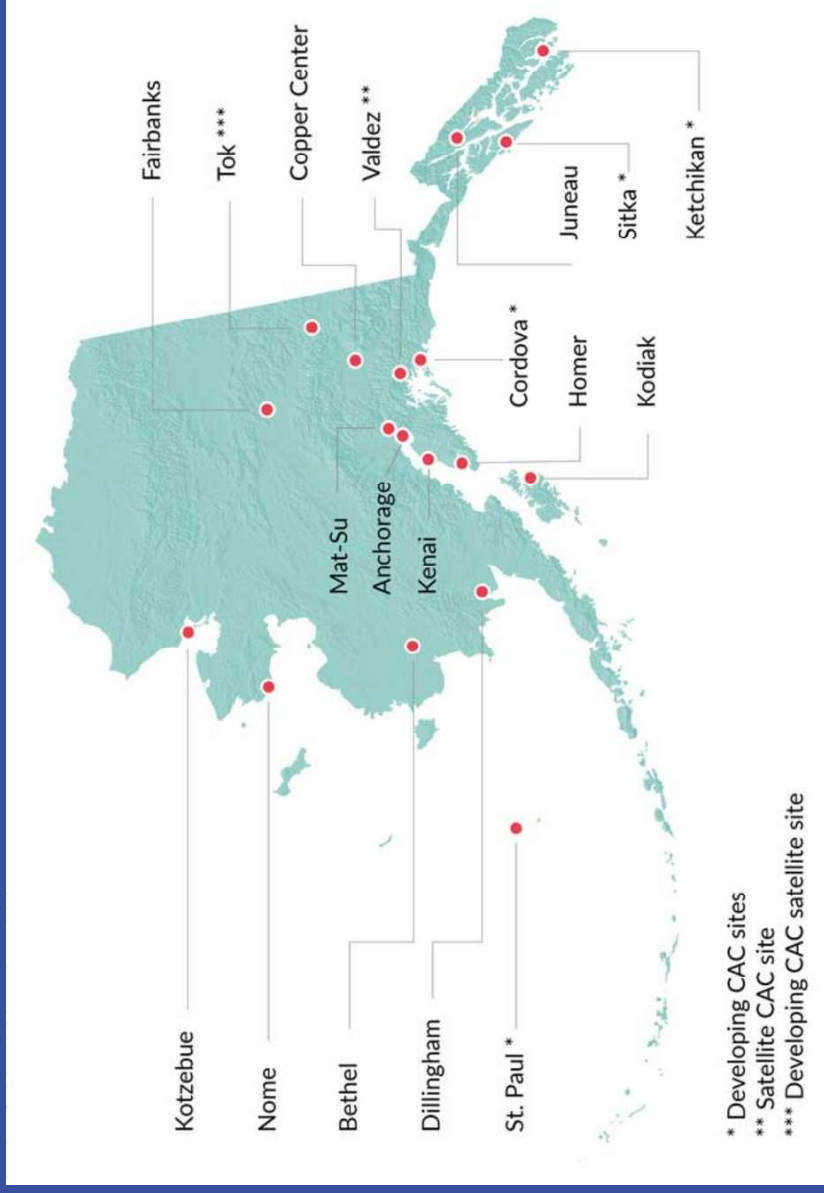 Kotzebue
Nome
Bethel
Dillingham
St. Paul *
Fairbanks
Tok ***
Copper Center
Valdez **
Mat-Su
Anchorage
Kenai
Cordova *
Homer
Kodiak
Juneau
Sitka *
Ketchikan *
* Developing CAC sites
** Satellite CAC site
*** Developing CAC satellite site